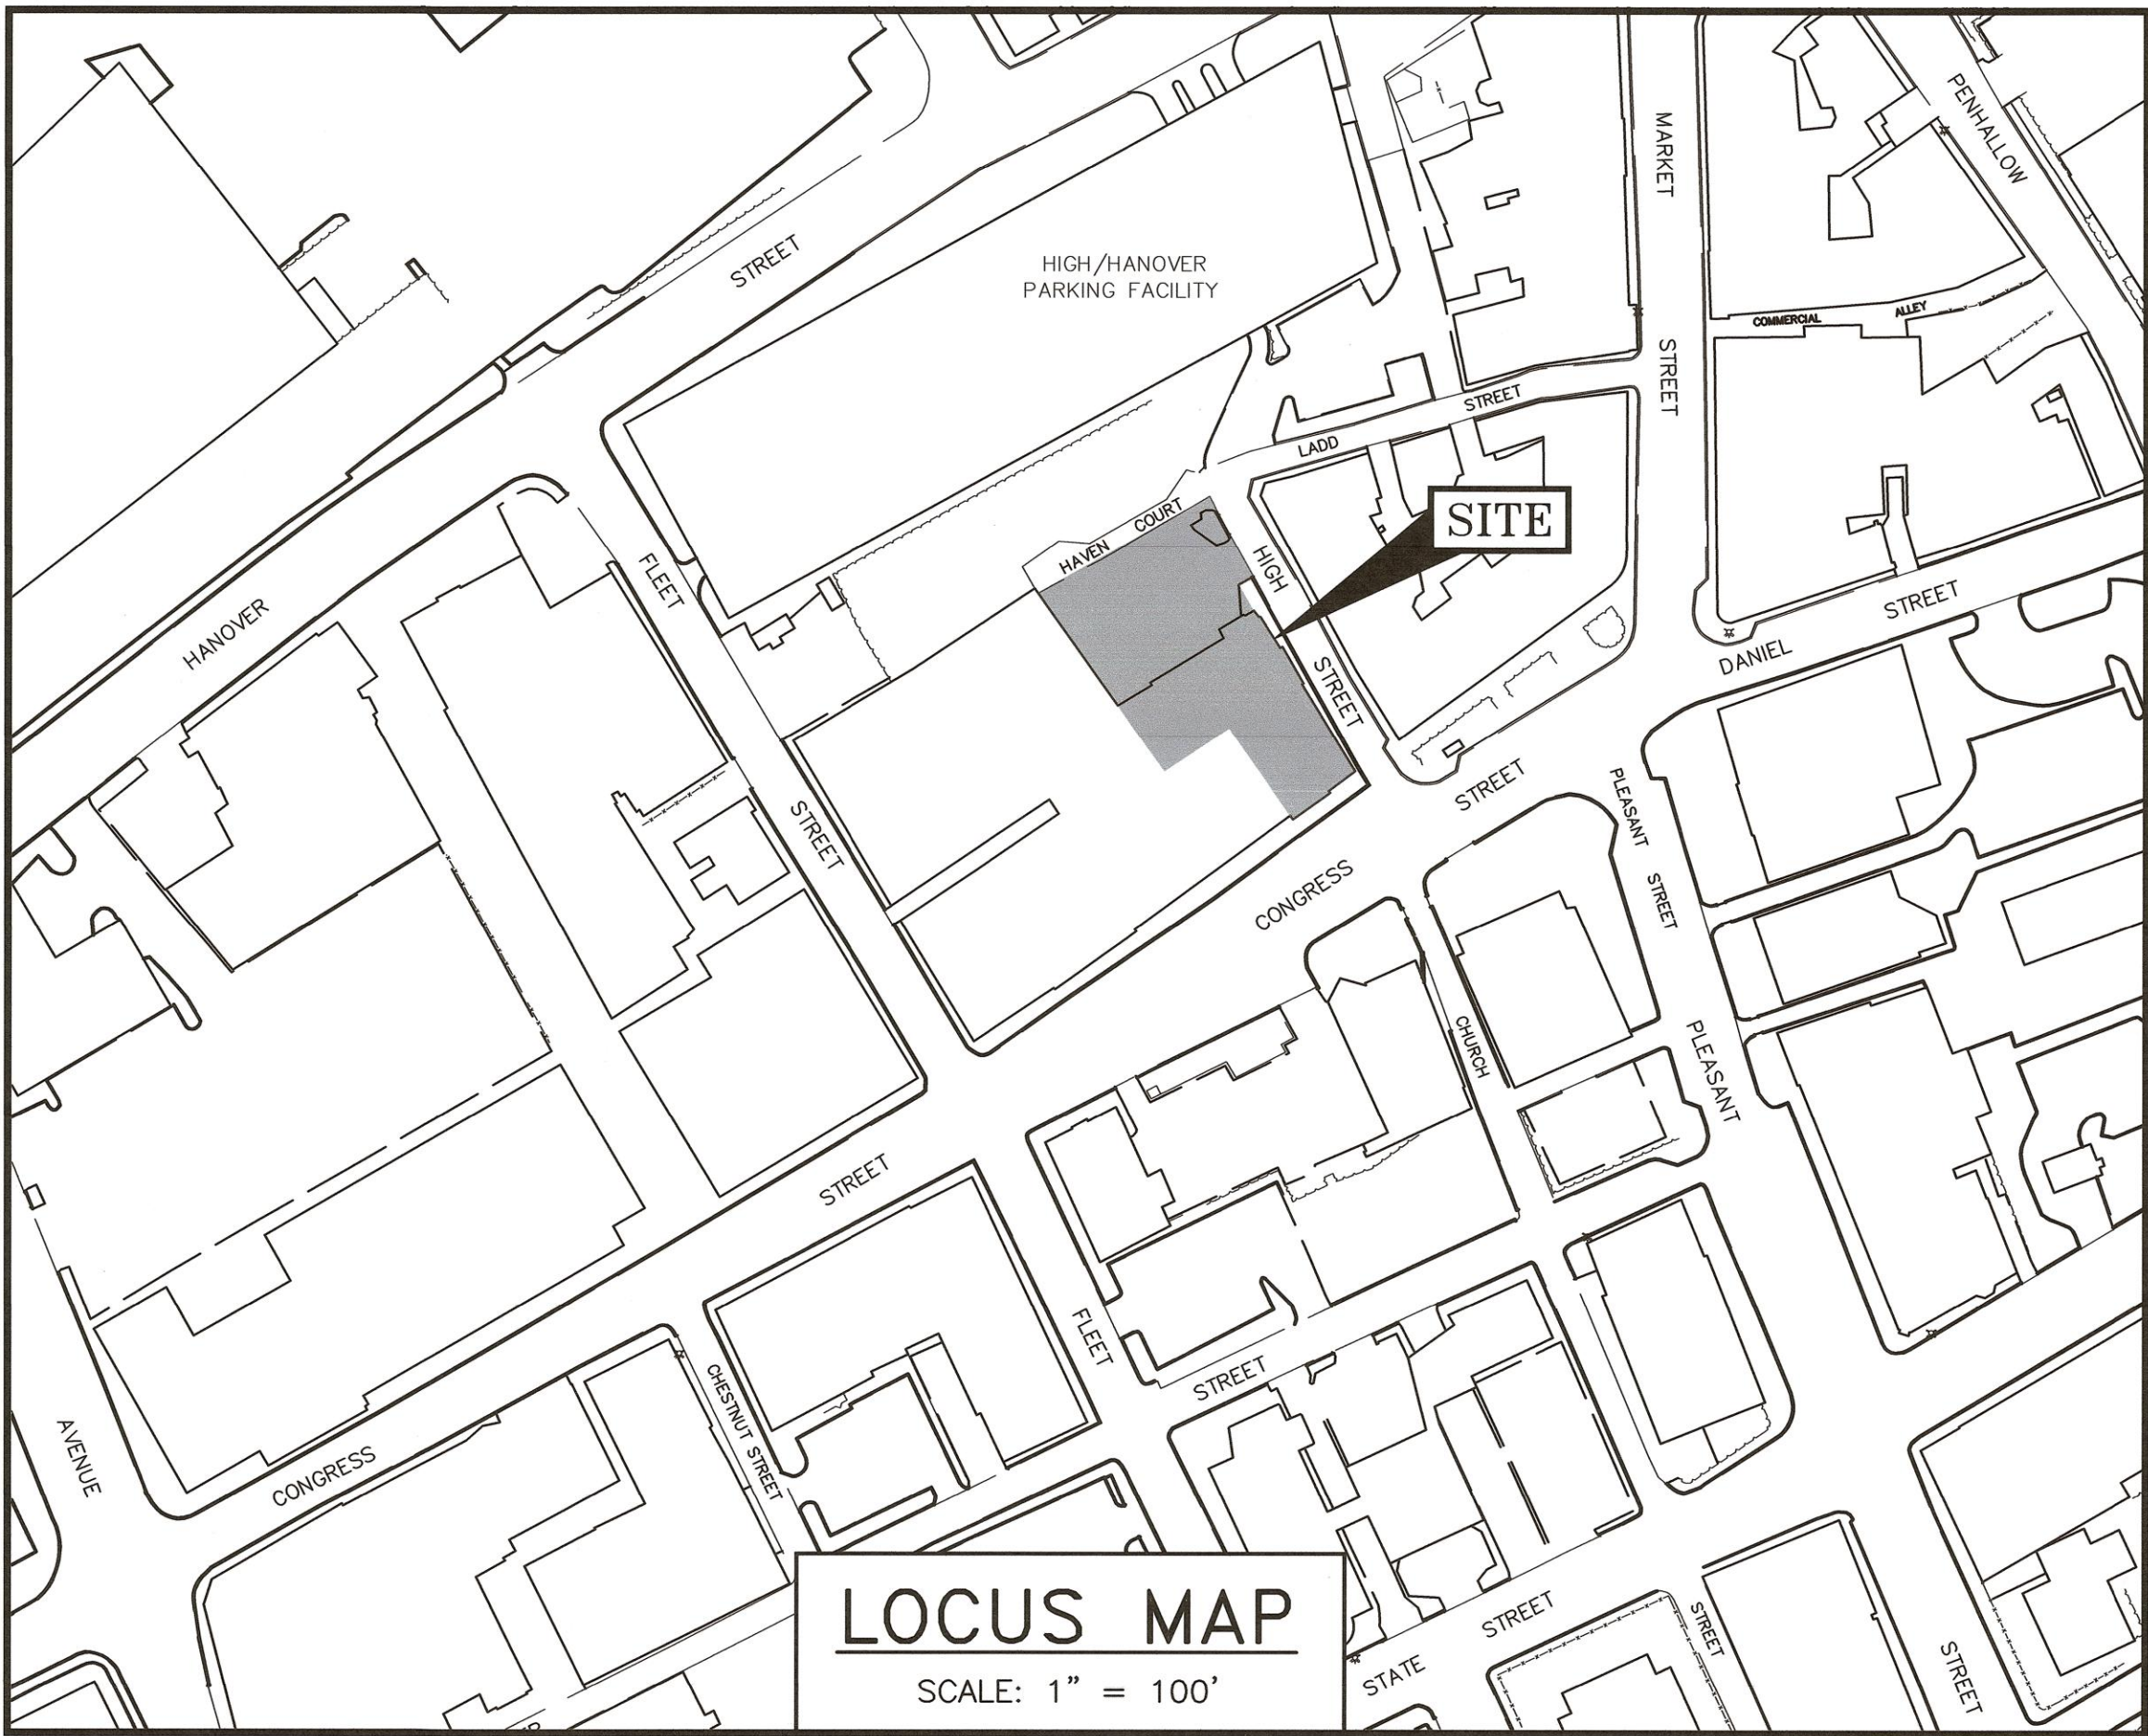 MARKET
PENHALLOW
STREET
HIGH/HANOVER
PARKING FACILITY
COMMERCIAL
ALLEY
STREET
STREET
LADD
SITE
HAVEN
COURT
HIGH
FLEET
HANOVER
STREET
DANIEL
STREET
STREET
PLEASANT
STREET
STREET
CONGRESS
CHURCH
PLEASANT
STREET
FLEET
STREET
CHESTNUT STREET
AVENUE
CONGRESS
STREET
STREET
STATE
STREET
LOCUS MAP
SCALE: 1" = 100'